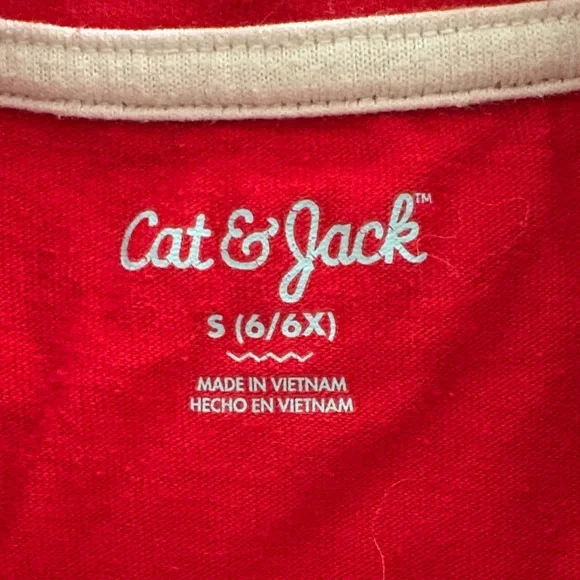 Cat & Jack™
S (6/6X)
MADE IN VIETNAM
HECHO EN VIETNAM